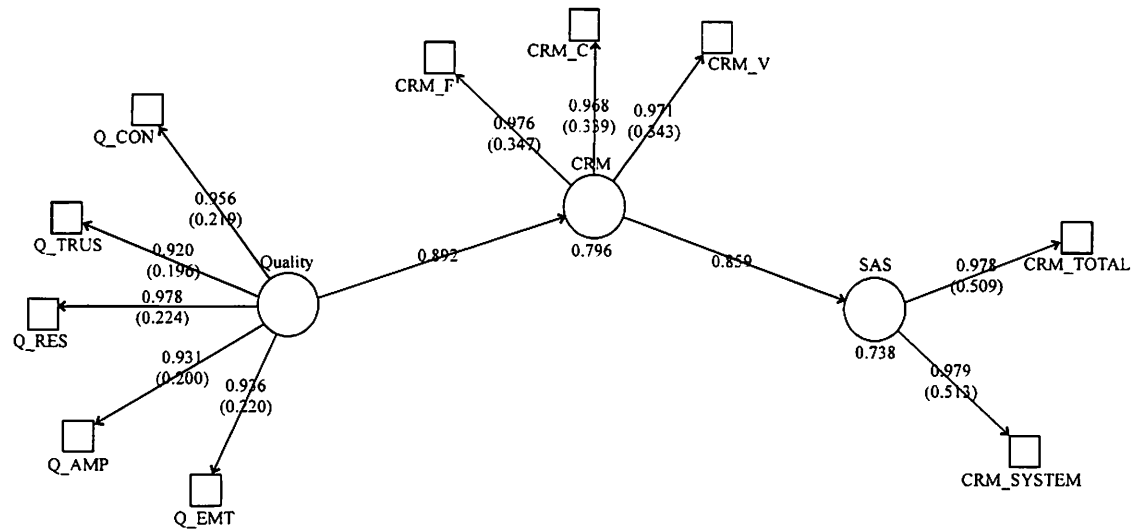 CRM_C
CRM_V
CRM_F
0.968
(0.339)
0.971
(0.343)
0.976
(0.347)
Q_CON
CRM
0.956
(0.219)
Q_TRUS
0.920
(0.196)
Quality
0.892
0.796
0.859
SAS
0.978
(0.509)
CRM_TOTAL
0.978
(0.224)
Q_RES
0.931
(0.200)
0.936
(0.220)
0.738
0.979
(0.513)
Q_AMP
CRM_SYSTEM
Q_EMT